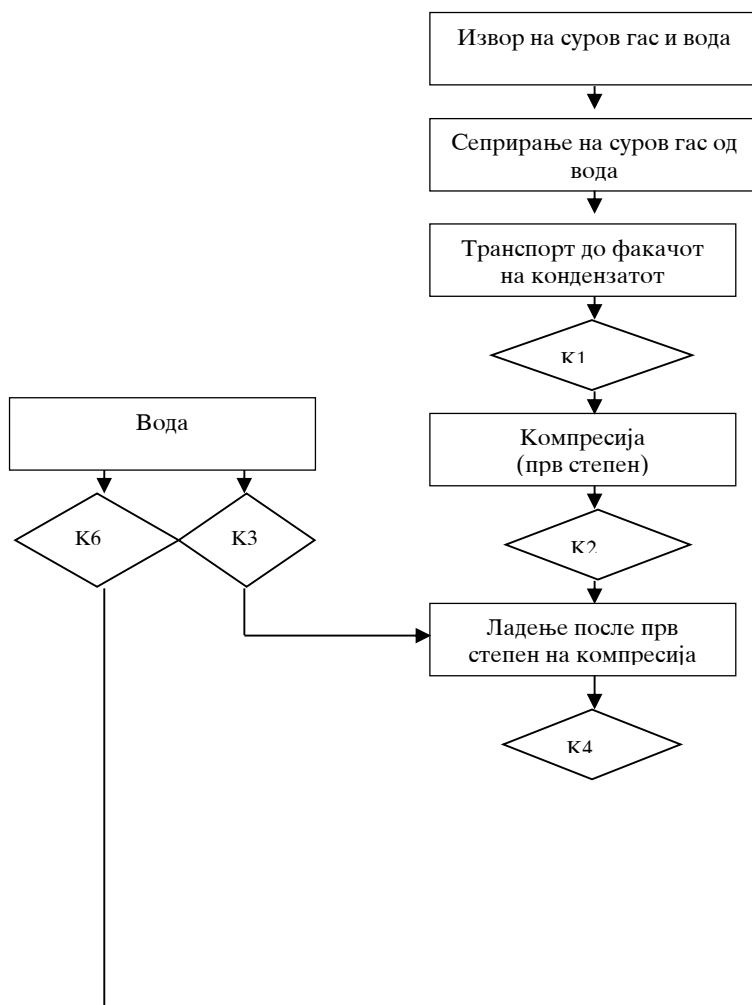 Извор на суров гас и вода
Сеприрање на суров гас од
вода
Транспорт до факачот
на кондензатот
К1
Вода
Компресија
(прв степен)
К6
К3
К2
Ладење после прв
степен на компресија
К4